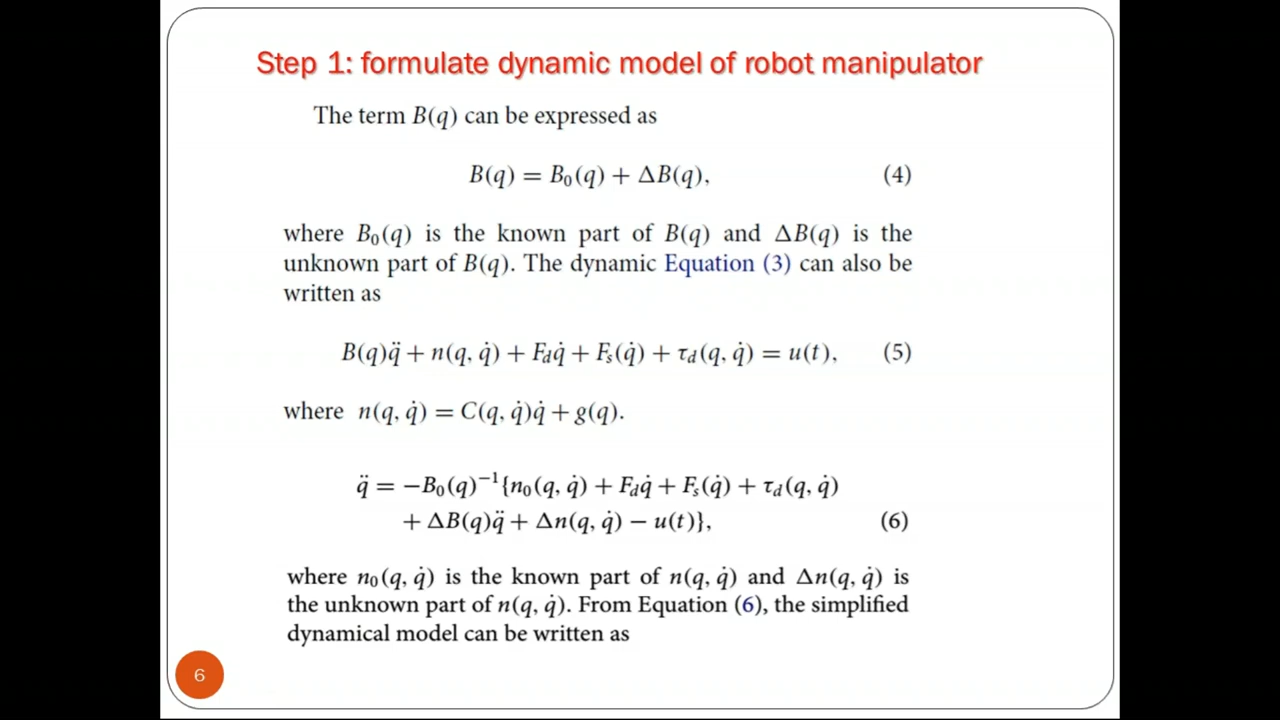 Step 1: formulate dynamic model of robot manipulator
The term B(q) can be expressed as
B(q) = B₀(q) + ΔB(q), (4)
where B₀(q) is the known part of B(q) and ΔB(q) is the
unknown part of B(q). The dynamic Equation (3) can also be
written as
B(q)q̈ + n(q, q̇) + F_d q̇ + F_s(q̇) + τ_d(q, q̇) = u(t), (5)
where n(q, q̇) = C(q, q̇)q̇ + g(q).
q̈ = −B₀(q)⁻¹{n₀(q, q̇) + F_d q̇ + F_s(q̇) + τ_d(q, q̇)
+ ΔB(q)q̈ + Δn(q, q̇) − u(t)}, (6)
where n₀(q, q̇) is the known part of n(q, q̇) and Δn(q, q̇) is
the unknown part of n(q, q̇). From Equation (6), the simplified
dynamical model can be written as
6